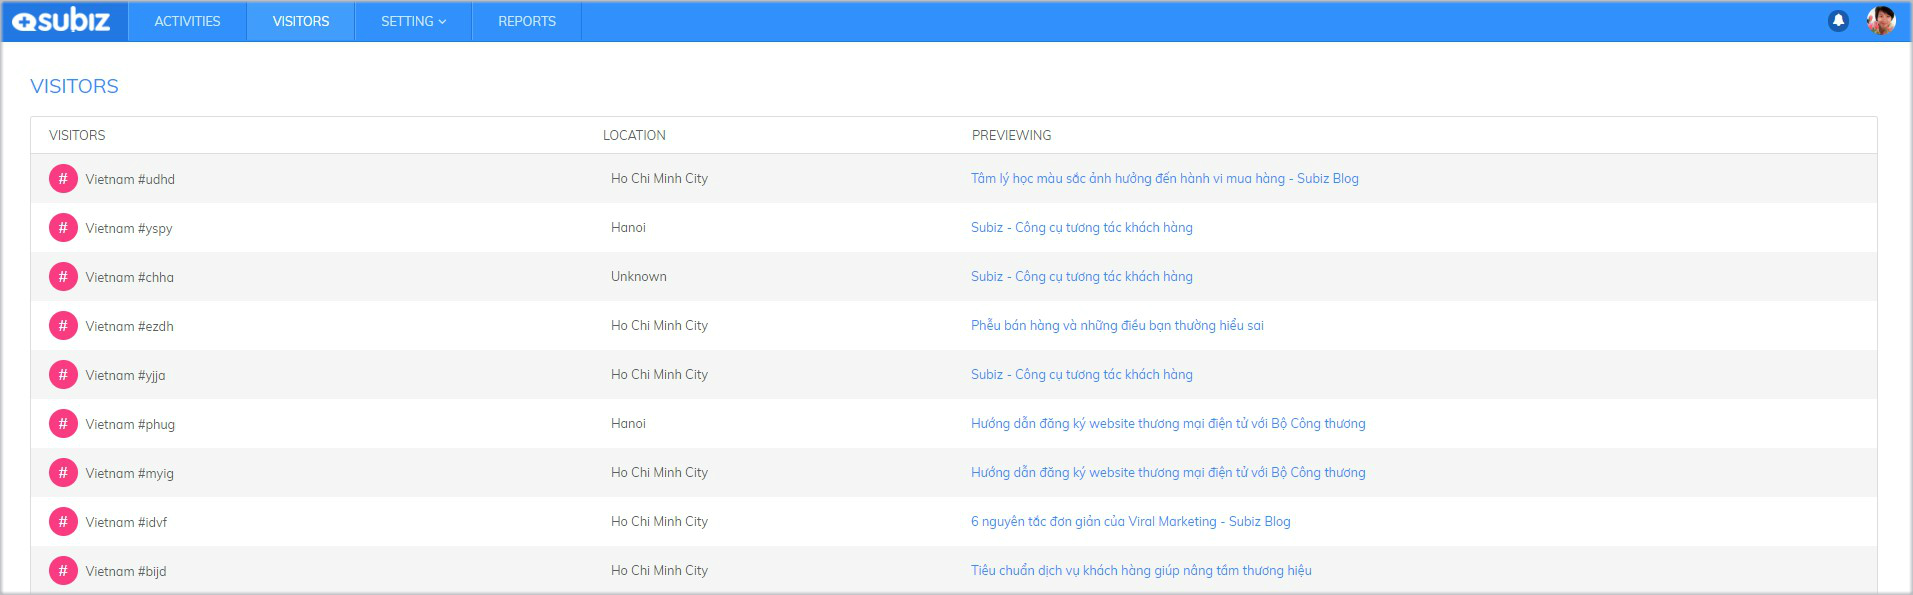 subiz ACTIVITIES VISITORS SETTING REPORTS
VISITORS
VISITORS LOCATION PREVIEWING
# Vietnam #udhd Ho Chi Minh City Tâm lý học màu sắc ảnh hưởng đến hành vi mua hàng - Subiz Blog
# Vietnam #yspy Hanoi Subiz - Công cụ tương tác khách hàng
# Vietnam #chha Unknown Subiz - Công cụ tương tác khách hàng
# Vietnam #ezdh Ho Chi Minh City Phễu bán hàng và những điều bạn thường hiểu sai
# Vietnam #yjja Ho Chi Minh City Subiz - Công cụ tương tác khách hàng
# Vietnam #phug Hanoi Hướng dẫn đăng ký website thương mại điện tử với Bộ Công thương
# Vietnam #myig Ho Chi Minh City Hướng dẫn đăng ký website thương mại điện tử với Bộ Công thương
# Vietnam #idvf Ho Chi Minh City 6 nguyên tắc đơn giản của Viral Marketing - Subiz Blog
# Vietnam #bijd Ho Chi Minh City Tiêu chuẩn dịch vụ khách hàng giúp nâng tầm thương hiệu